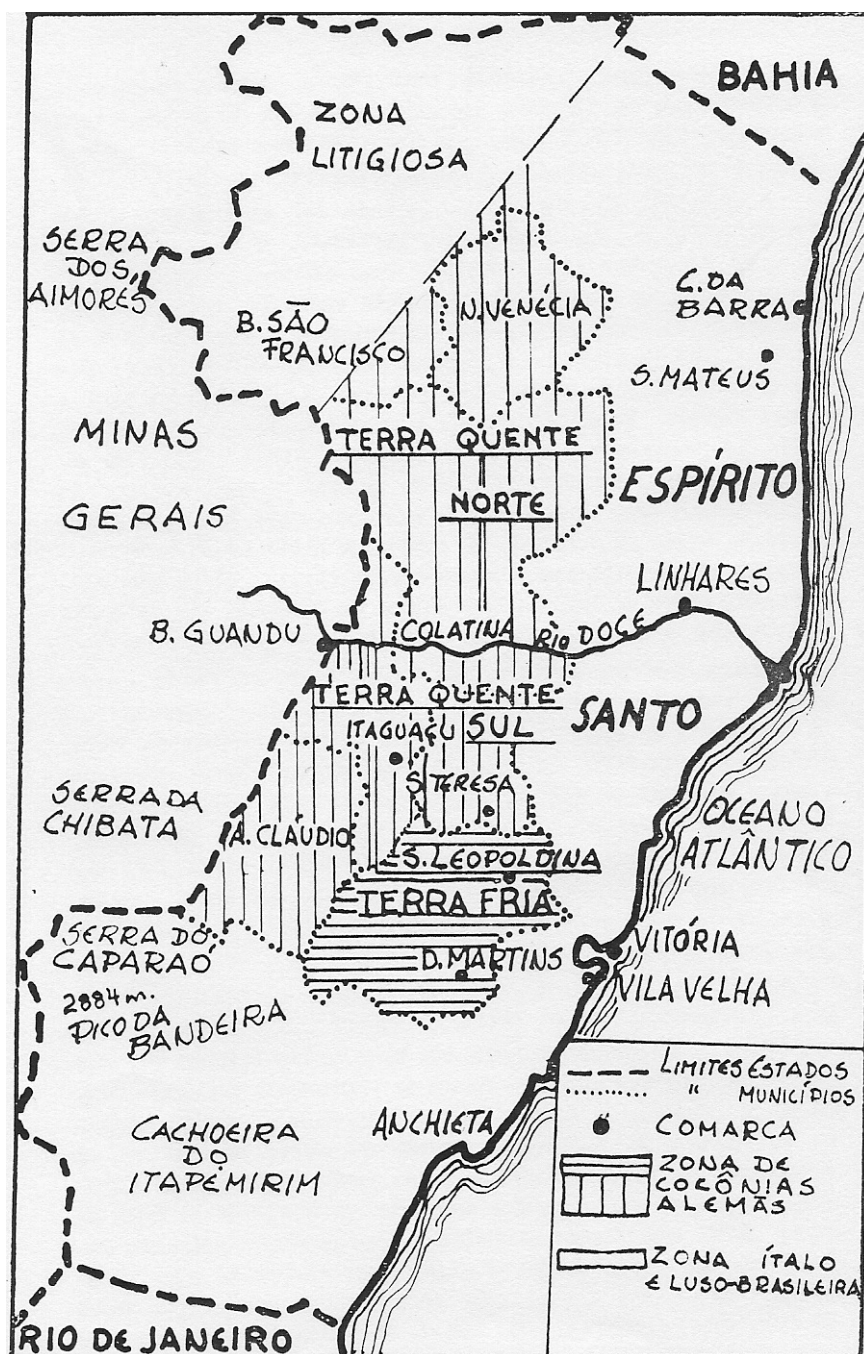 BAHIA
ZONA
LITIGIOSA
SERRA
DOS
AIMORÉS
C. DA
BARRA
N. VENÉCIA
B. SÃO
FRANCISCO
S. MATEUS
MINAS
GERAIS
TERRA QUENTE
NORTE
ESPÍRITO
LINHARES
B. GUANDU
COLATINA
RIO DOCE
TERRA QUENTE
SUL
SANTO
ITAGUAÇU
S. TERESA
SERRA DA
CHIBATA
A. CLÁUDIO
OCEANO
ATLÂNTICO
S. LEOPOLDINA
TERRA FRIA
SERRA DO
CAPARAÓ
2884 m.
PICO DA
BANDEIRA
D. MARTINS
VITÓRIA
VILA VELHA
CACHOEIRA
DO
ITAPEMIRIM
ANCHIETA
RIO DE JANEIRO
LIMITES ESTADOS
" MUNICÍPIOS
COMARCA
ZONA DE
COLÔNIAS
ALEMÃS
ZONA ÍTALO
E LUSO-BRASILEIRA